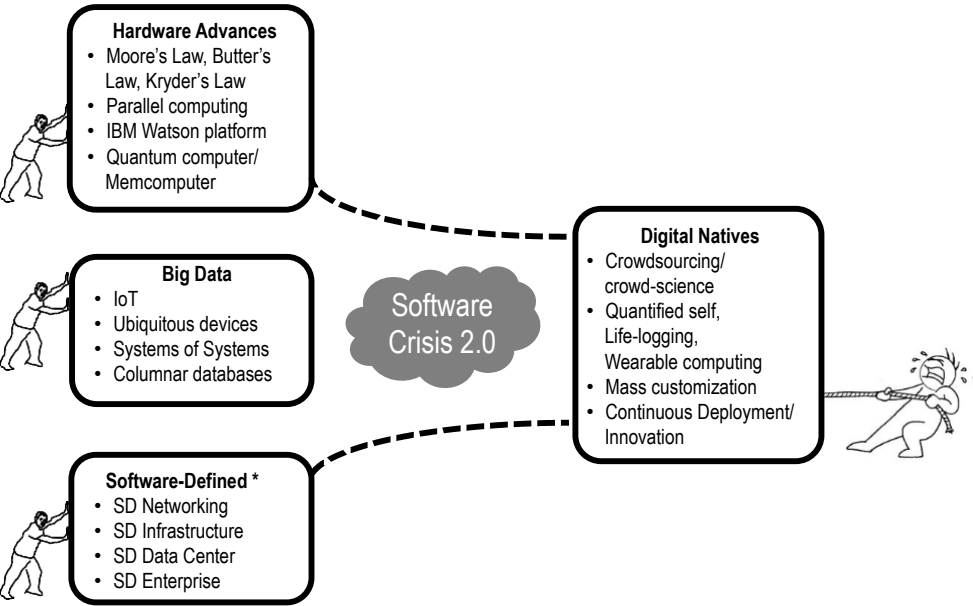 Hardware Advances
• Moore's Law, Butter's
Law, Kryder's Law
• Parallel computing
• IBM Watson platform
• Quantum computer/
Memcomputer
Big Data
• IoT
• Ubiquitous devices
• Systems of Systems
• Columnar databases
Software-Defined *
• SD Networking
• SD Infrastructure
• SD Data Center
• SD Enterprise
Software
Crisis 2.0
Digital Natives
• Crowdsourcing/
crowd-science
• Quantified self,
Life-logging,
Wearable computing
• Mass customization
• Continuous Deployment/
Innovation